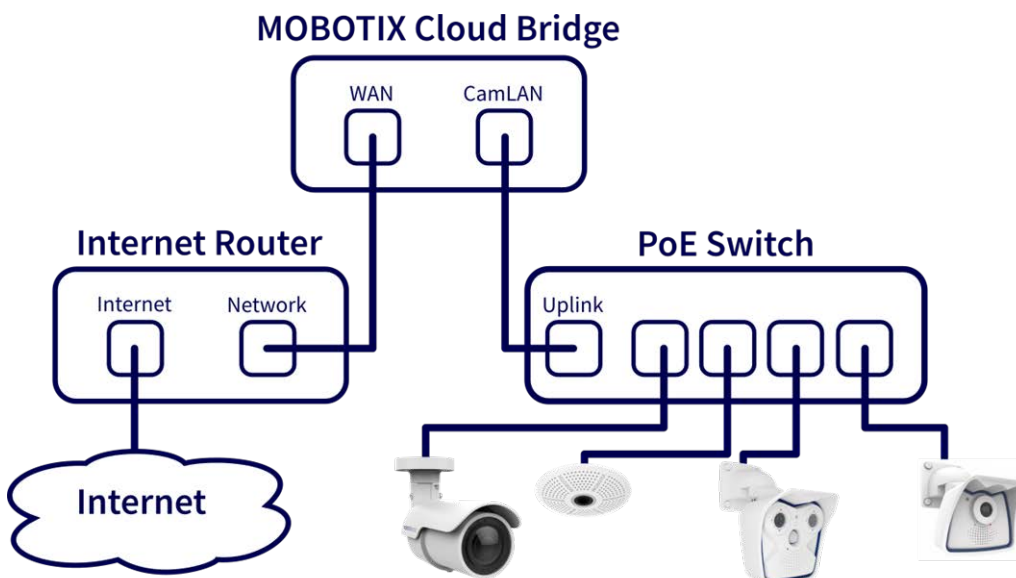 MOBOTIX Cloud Bridge
WAN
CamLAN
Internet Router
PoE Switch
Internet
Network
Uplink
Internet